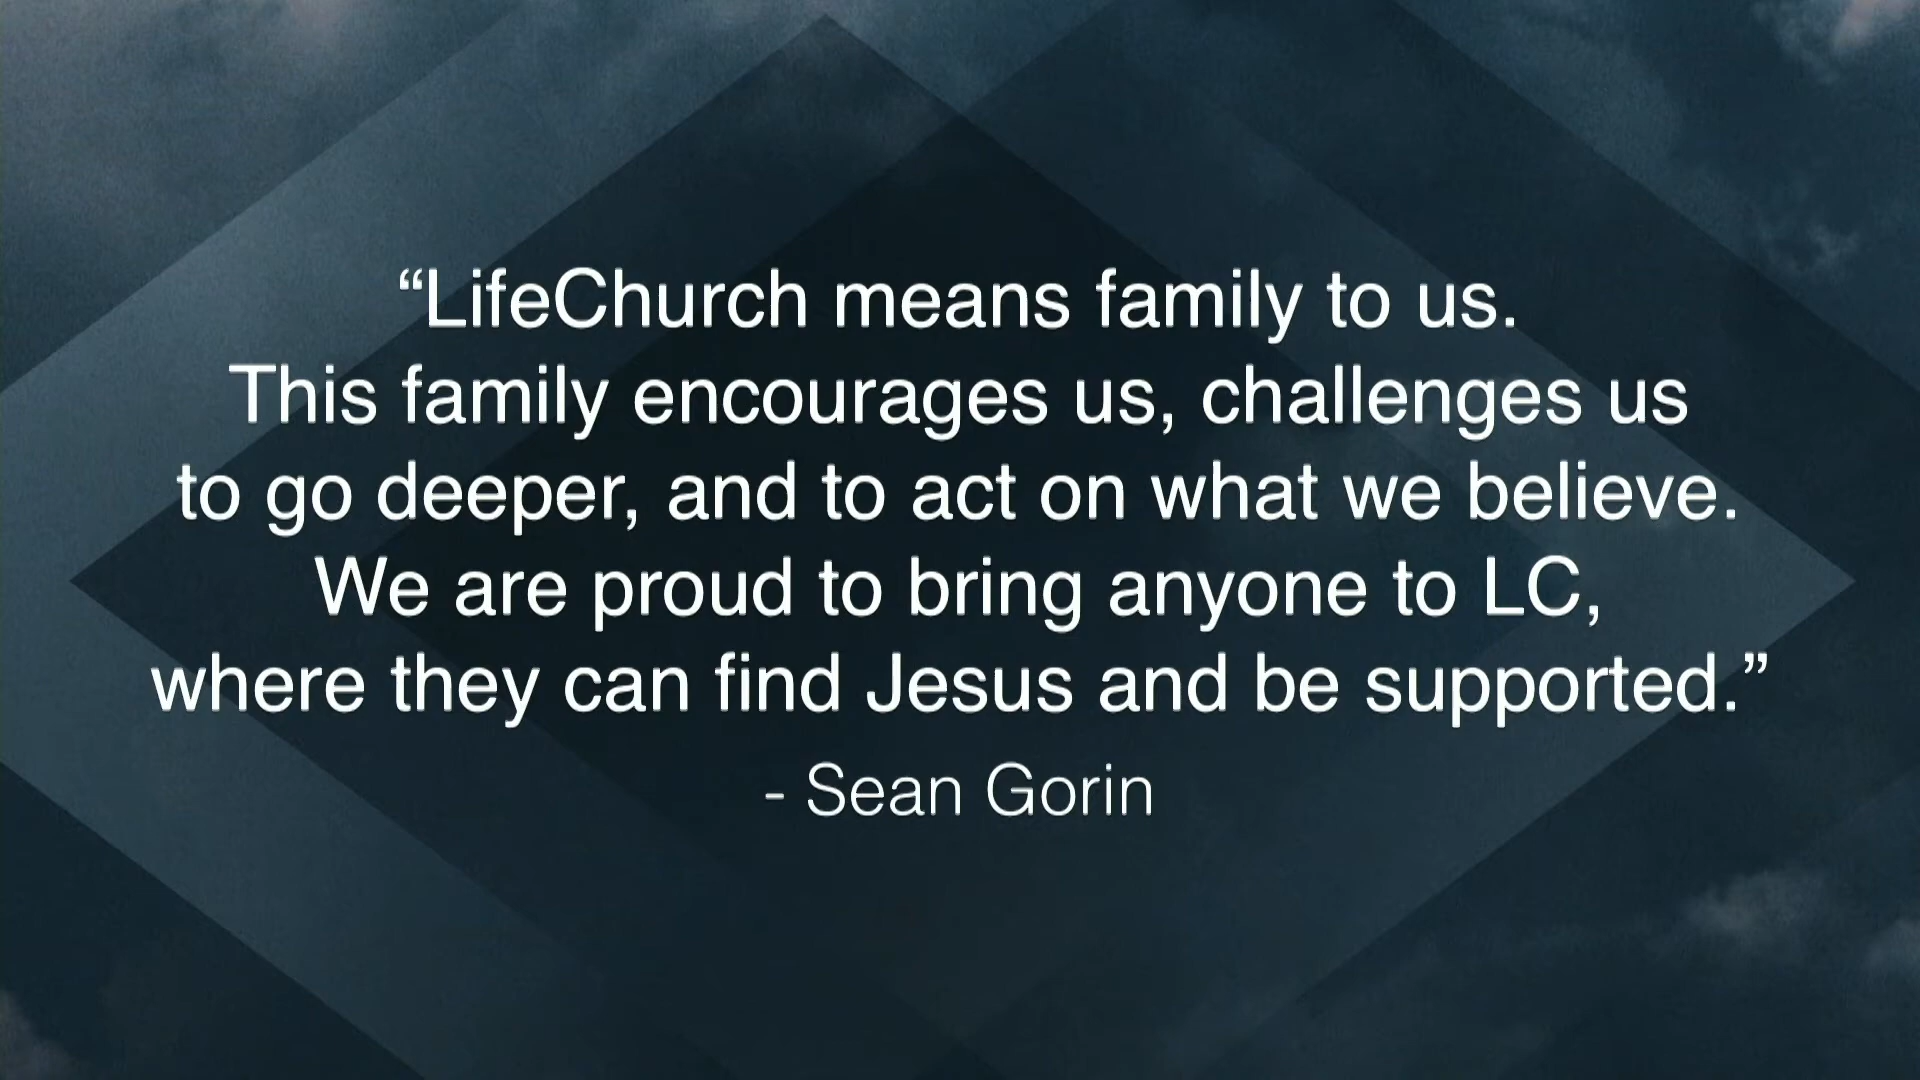 “LifeChurch means family to us.
This family encourages us, challenges us
to go deeper, and to act on what we believe.
We are proud to bring anyone to LC,
where they can find Jesus and be supported.”
- Sean Gorin